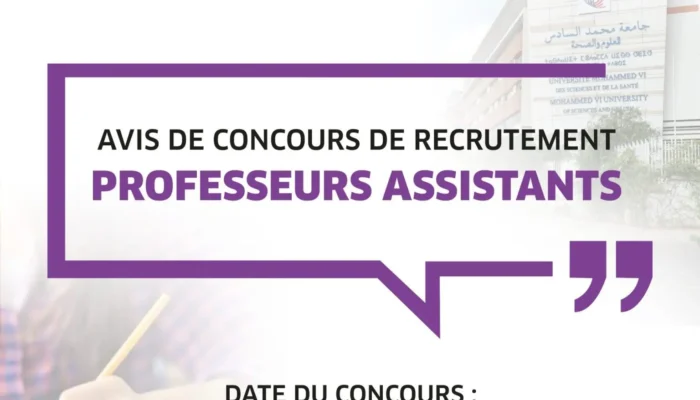 جامعة محمد السادس
للعلوم والصحة
UNIVERSITÉ MOHAMMED VI
DES SCIENCES ET DE LA SANTÉ
MOHAMMED VI UNIVERSITY
OF SCIENCES AND HEALTH
AVIS DE CONCOURS DE RECRUTEMENT
PROFESSEURS ASSISTANTS
DATE DU CONCOURS :